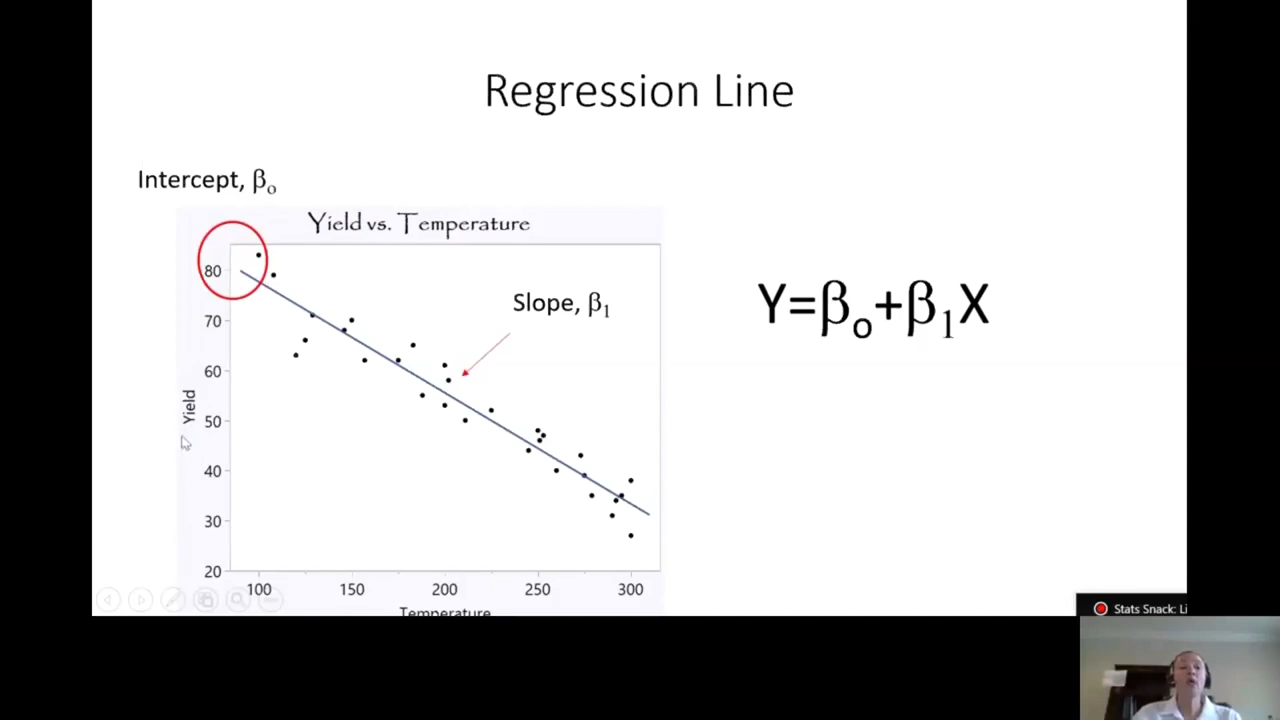 Regression Line
Intercept, βₒ
Yield vs. Temperature
Slope, β₁
Y=βₒ+β₁X
80
70
60
50
40
30
20
Yield
100 150 200 250 300
Temperature
Stats Snack: Li